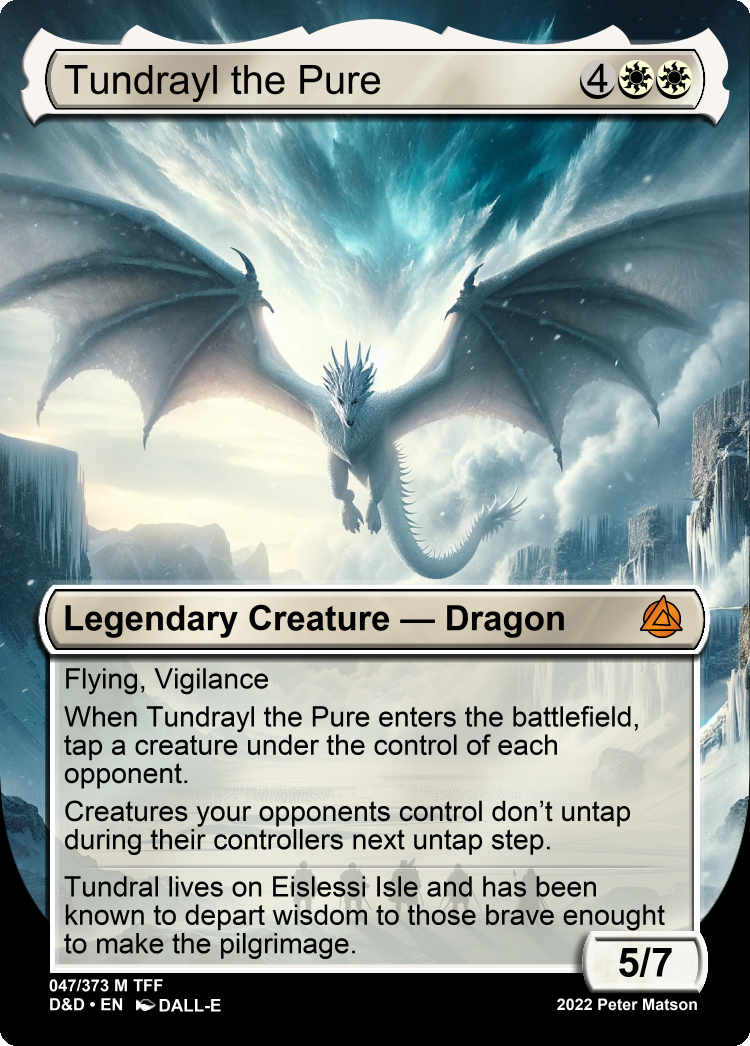 Tundrayl the Pure
4
Legendary Creature — Dragon
Flying, Vigilance
When Tundrayl the Pure enters the battlefield,
tap a creature under the control of each
opponent.
Creatures your opponents control don't untap
during their controllers next untap step.
Tundral lives on Eislessi Isle and has been
known to depart wisdom to those brave enought
to make the pilgrimage.
5/7
047/373 M TFF
D&D • EN DALL-E
2022 Peter Matson